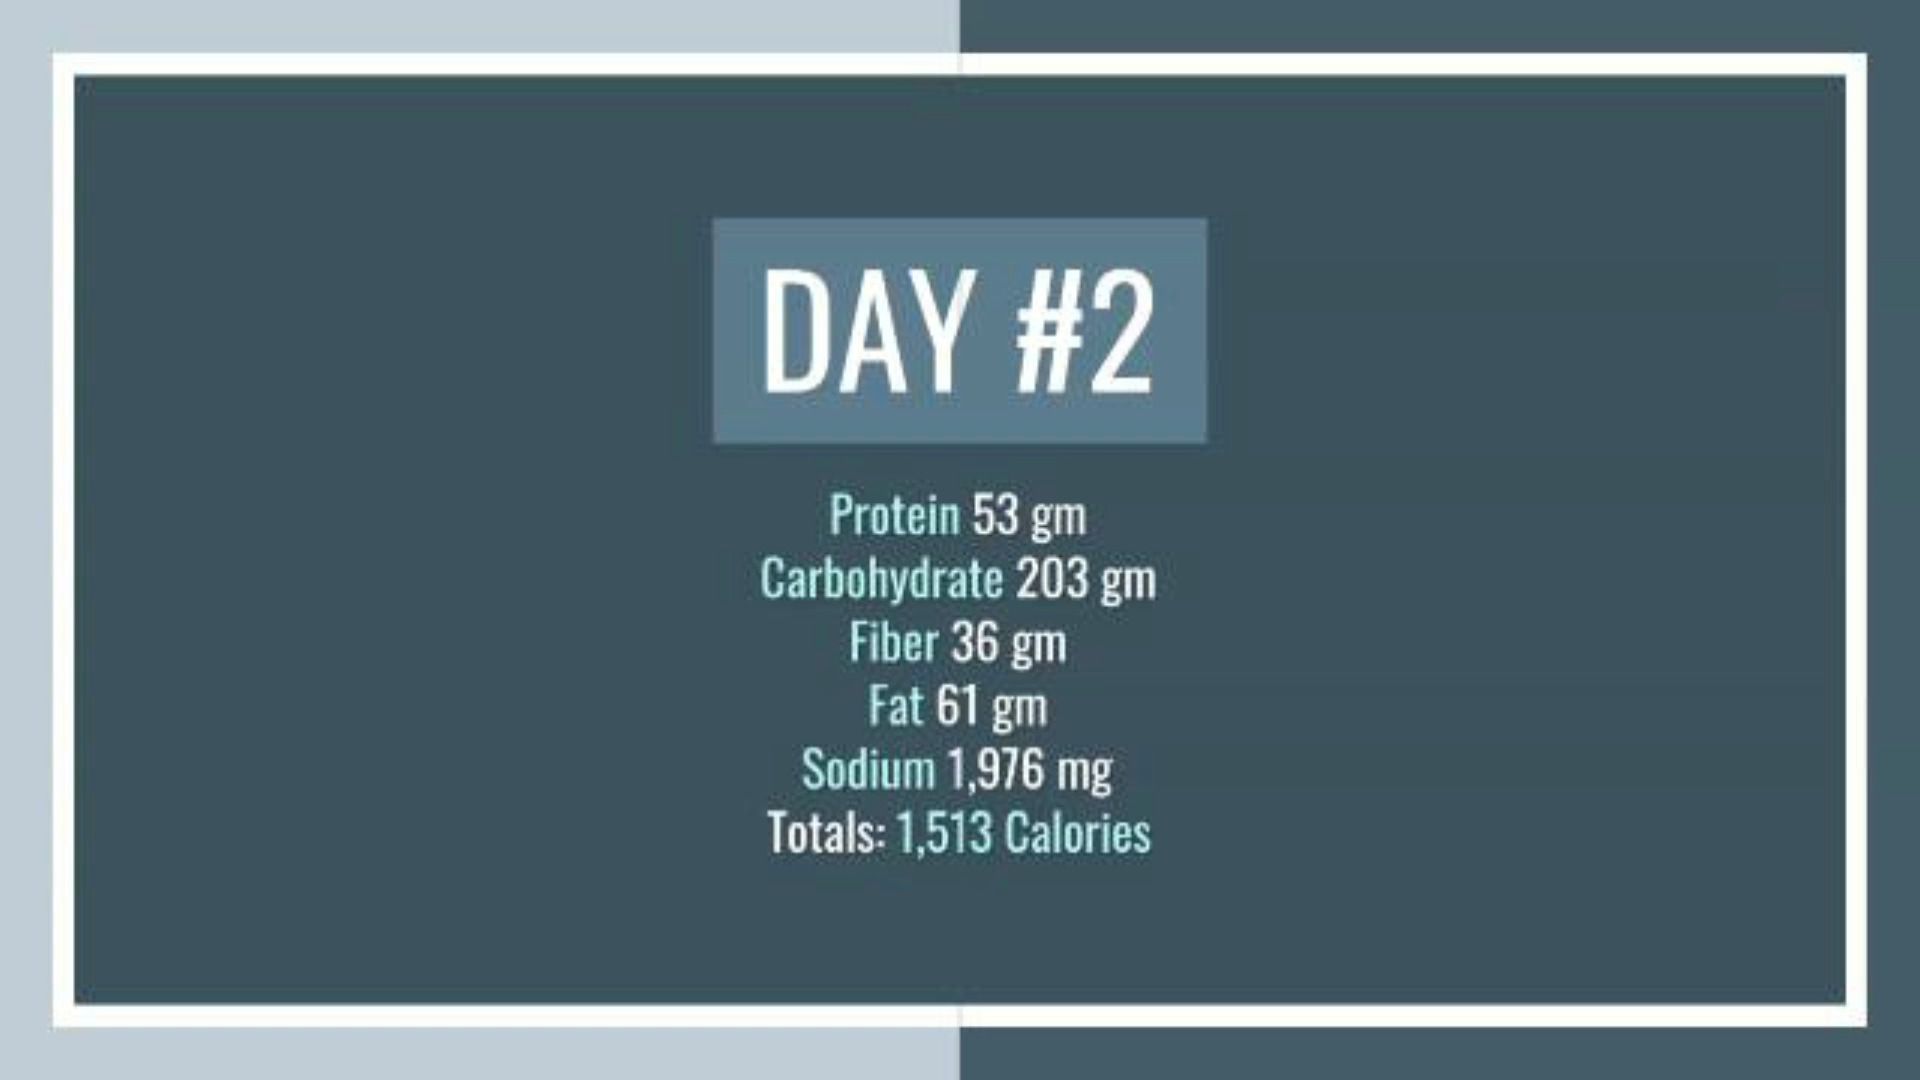 DAY #2
Protein 53 gm
Carbohydrate 203 gm
Fiber 36 gm
Fat 61 gm
Sodium 1,976 mg
Totals: 1,513 Calories